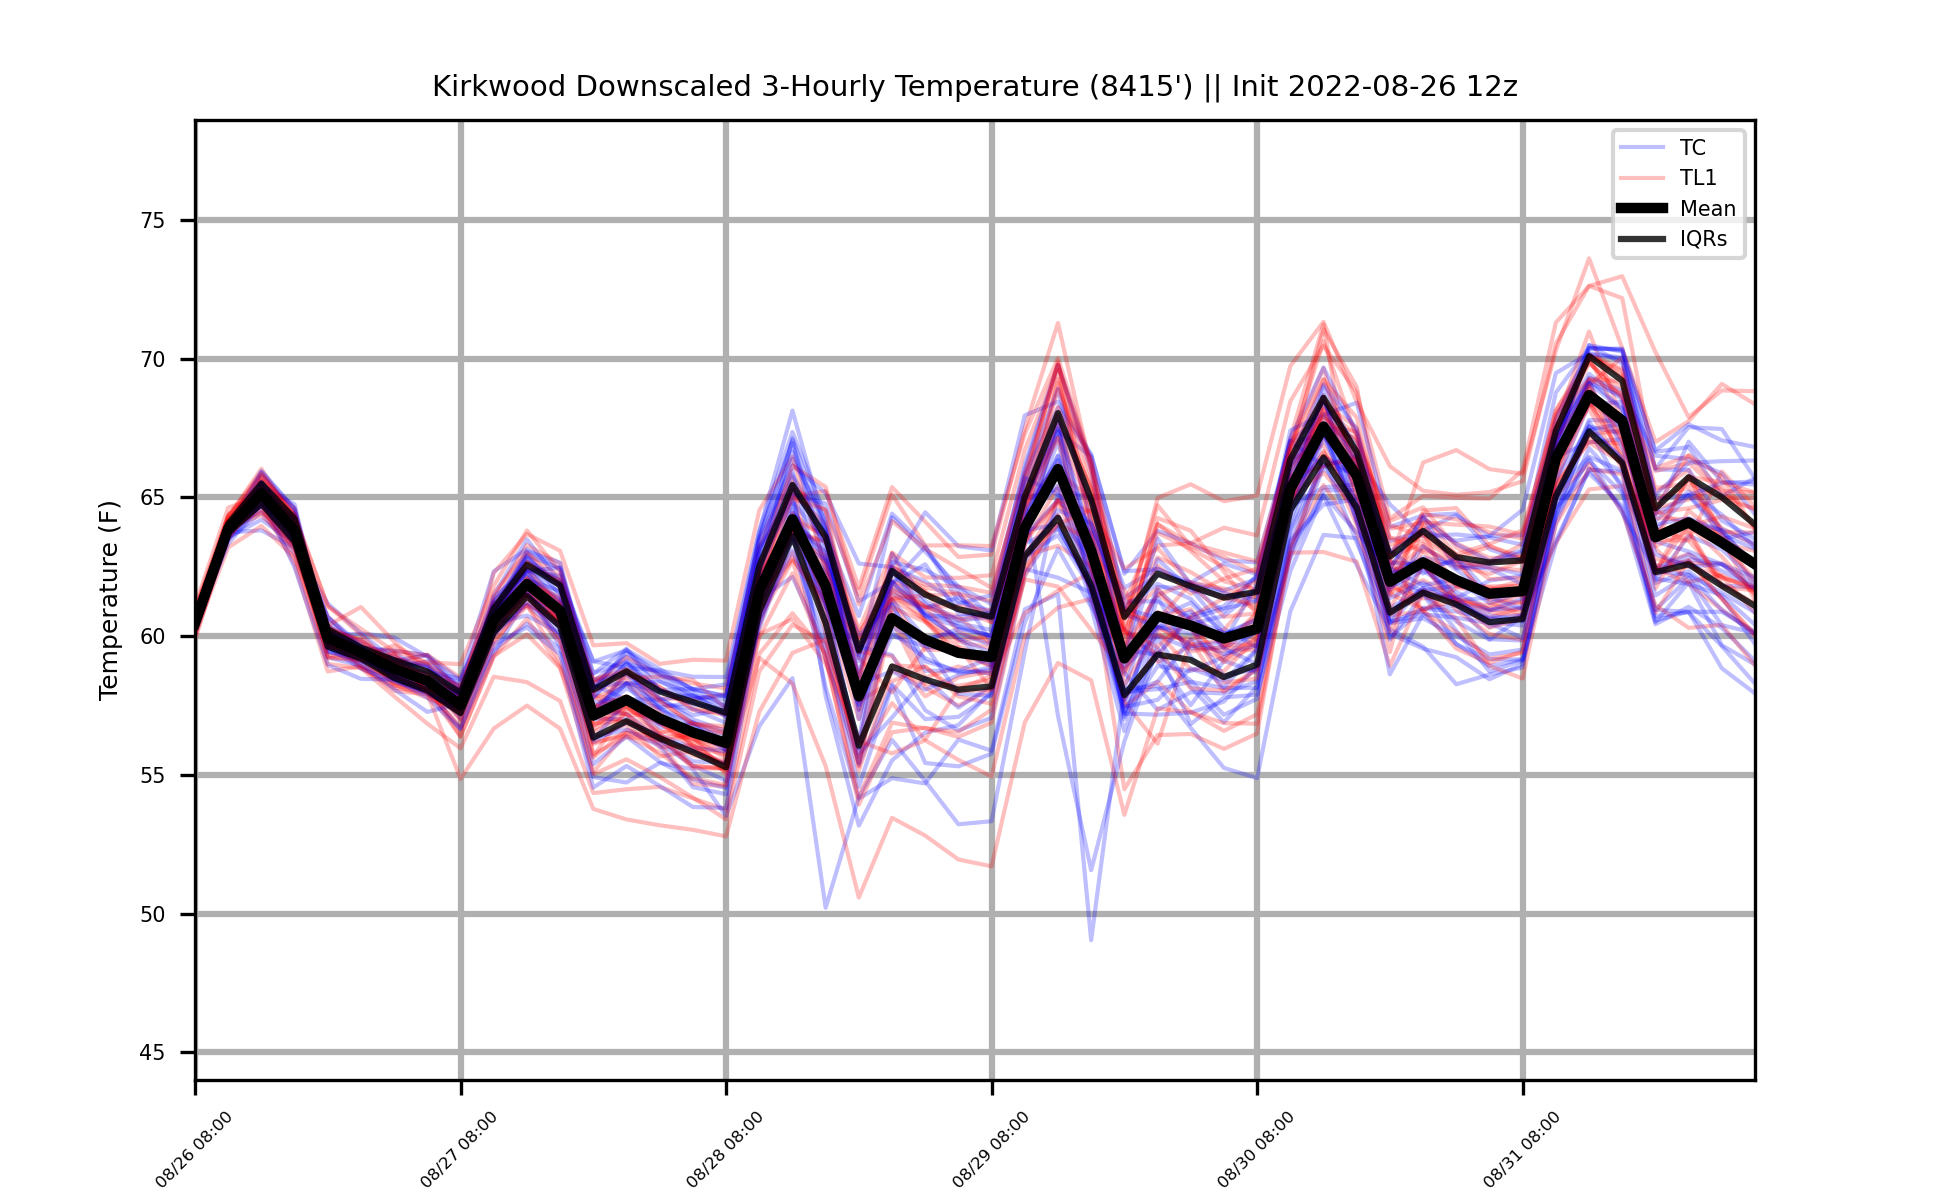 Kirkwood Downscaled 3-Hourly Temperature (8415') || Init 2022-08-26 12z
TC
TL1
Mean
IQRs
Temperature (F)
75
70
65
60
55
50
45
08/26 08:00
08/27 08:00
08/28 08:00
08/29 08:00
08/30 08:00
08/31 08:00